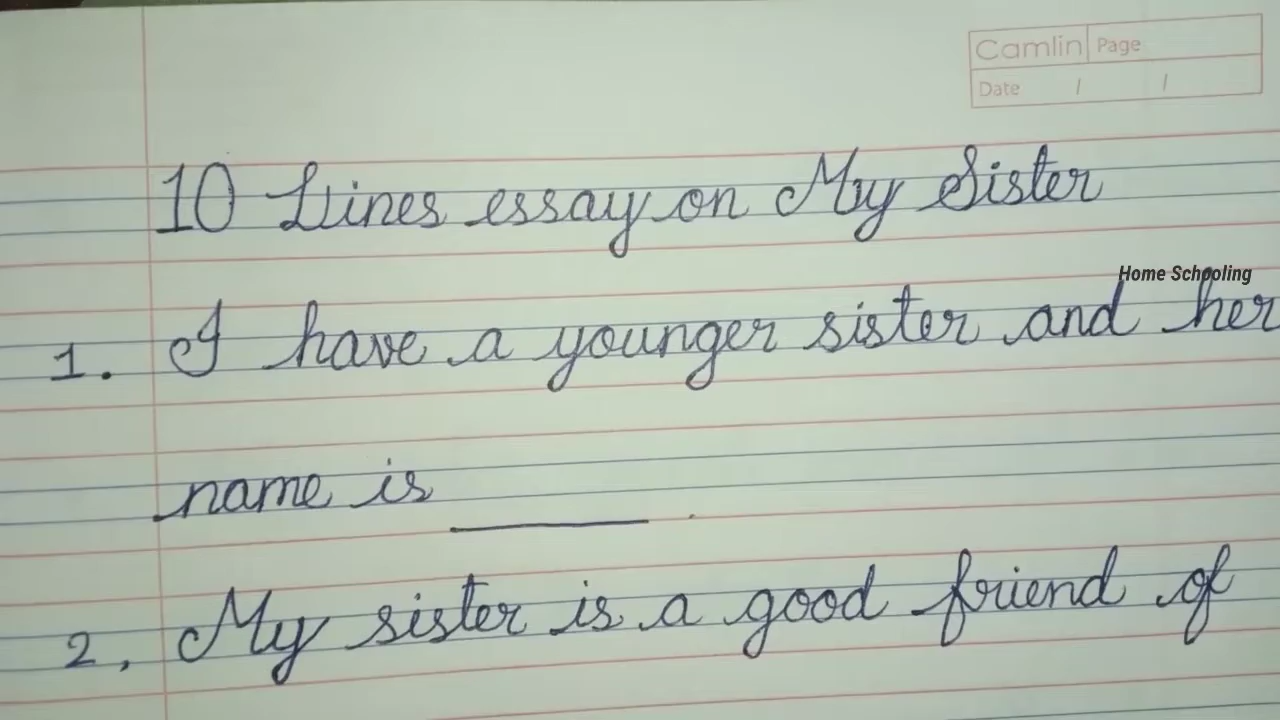 Camlin Page
Date / /
10 Lines essay on My Sister
Home Schooling
1. I have a younger sister and her
name is ________ .
2. My sister is a good friend of